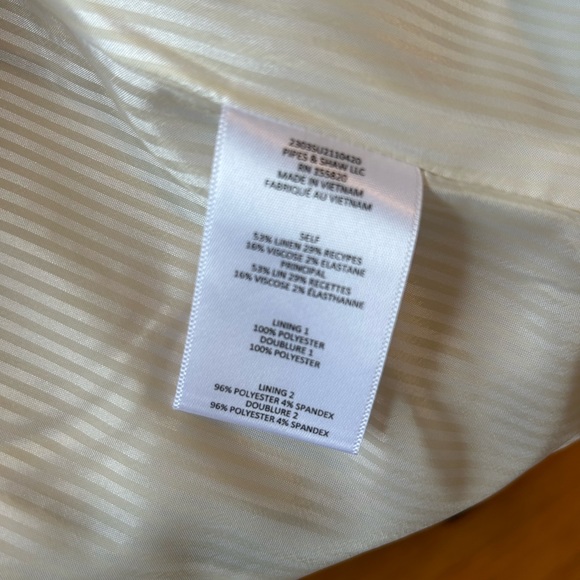 2303SU2110420
PIPES & SHAW LLC
RN 155820
MADE IN VIETNAM
FABRIQUÉ AU VIETNAM
SELF
53% LINEN 29% RECYPES
16% VISCOSE 2% ELASTANE
PRINCIPAL
53% LIN 29% RECETTES
16% VISCOSE 2% ÉLASTHANNE
LINING 1
100% POLYESTER
DOUBLURE 1
100% POLYESTER
LINING 2
96% POLYESTER 4% SPANDEX
DOUBLURE 2
96% POLYESTER 4% SPANDEX